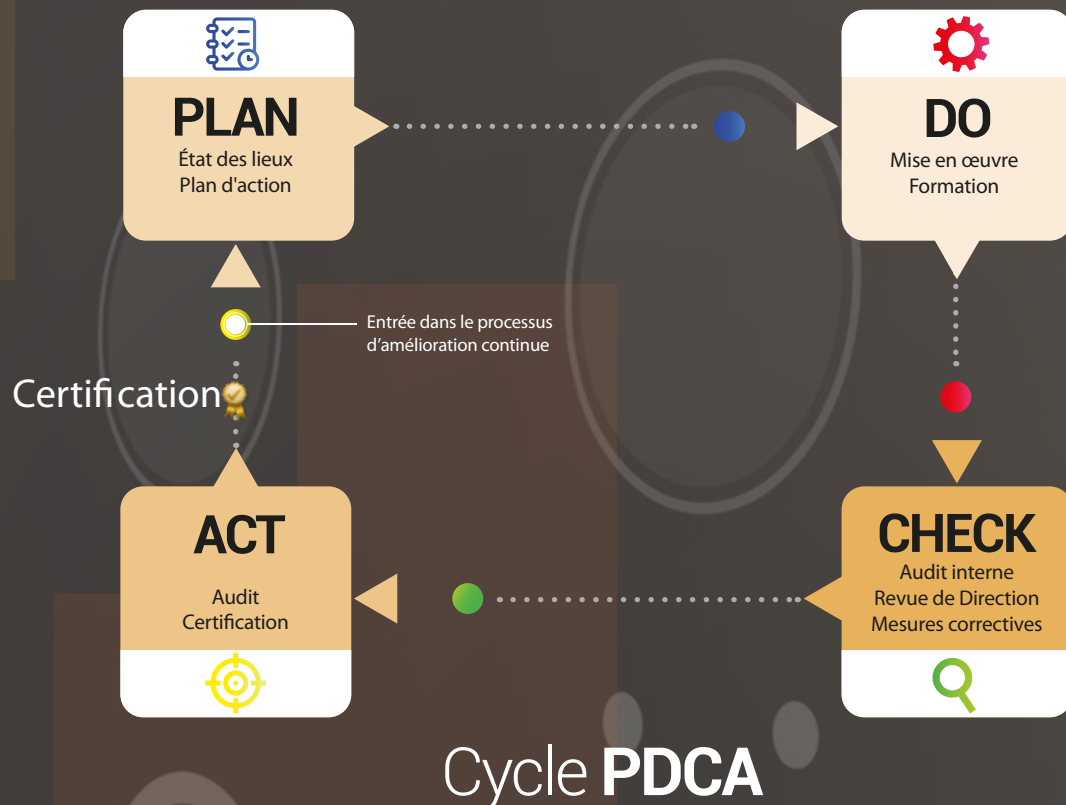 PLAN
État des lieux
Plan d'action
DO
Mise en œuvre
Formation
Entrée dans le processus
d’amélioration continue
Certification
ACT
Audit
Certification
CHECK
Audit interne
Revue de Direction
Mesures correctives
Cycle PDCA